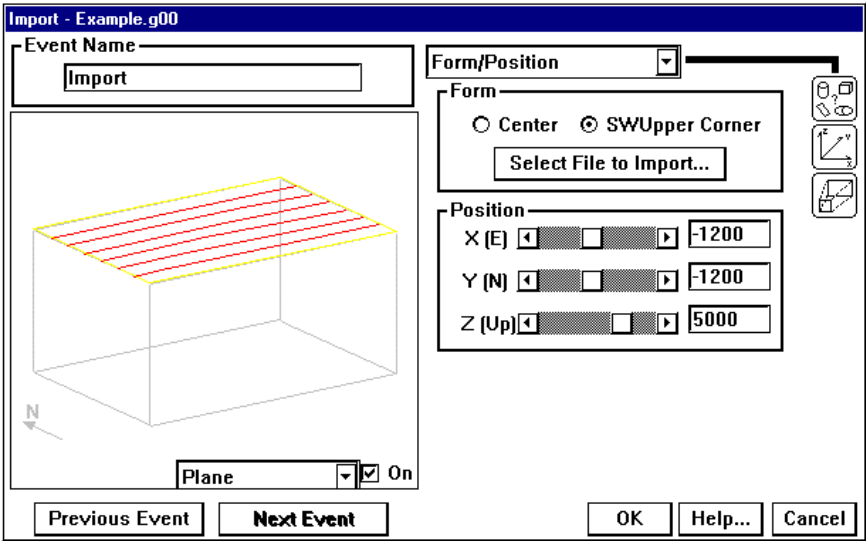 Import - Example.g00
Event Name
Import
Form/Position
Form
Center
SWUpper Corner
Select File to Import...
Position
X (E)
-1200
Y (N)
-1200
Z (Up)
5000
N
Plane
On
Previous Event
Next Event
OK
Help...
Cancel
?
z
Y
X